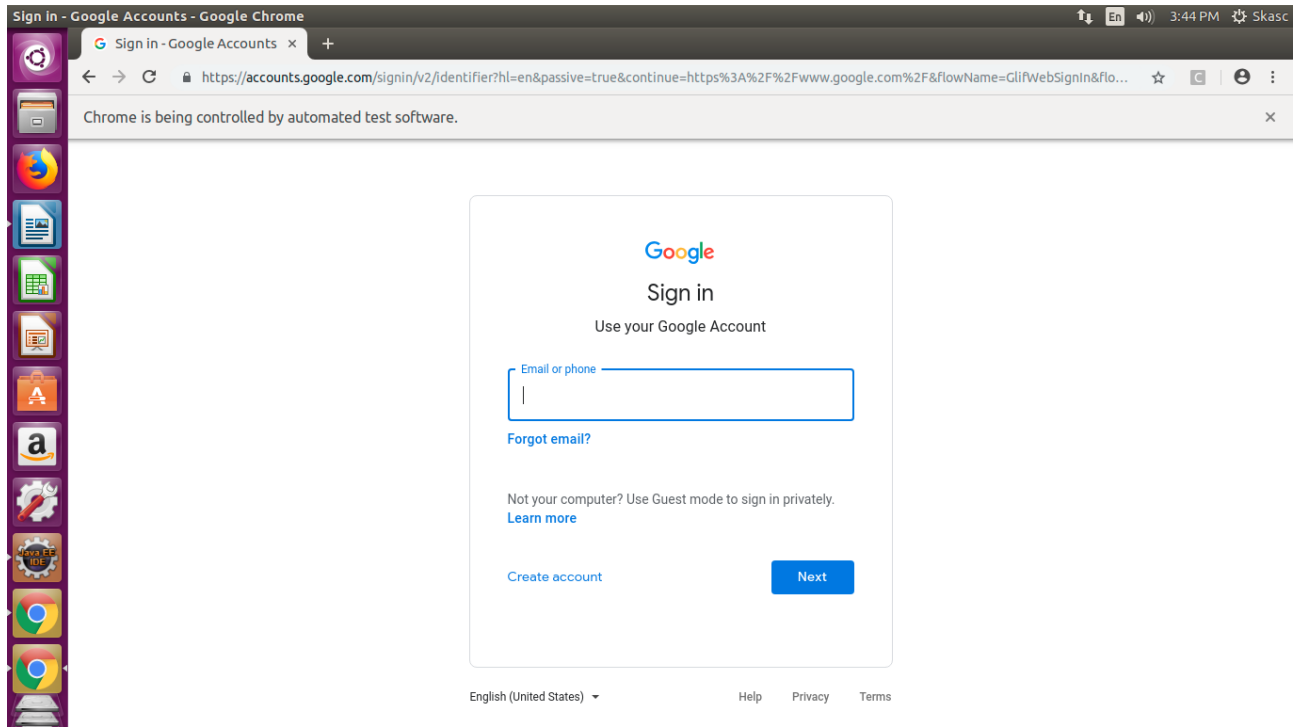 Sign in - Google Accounts - Google Chrome
En 3:44 PM Skasc
Sign in - Google Accounts
https://accounts.google.com/signin/v2/identifier?hl=en&passive=true&continue=https%3A%2F%2Fwww.google.com%2F&flowName=GlifWebSignIn&flo...
Chrome is being controlled by automated test software.
Google
Sign in
Use your Google Account
Email or phone
Forgot email?
Not your computer? Use Guest mode to sign in privately.
Learn more
Create account Next
English (United States) Help Privacy Terms
a
Java EE
IDE